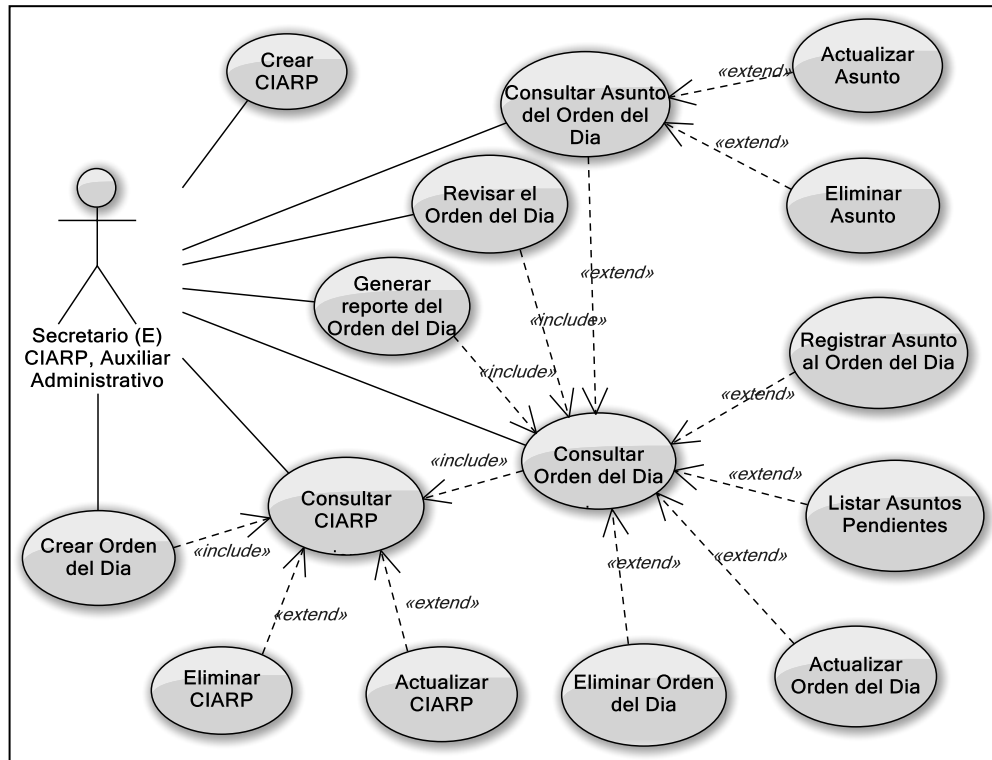 Crear
CIARP
Consultar Asunto
del Orden del
Dia
«extend»
Actualizar
Asunto
«extend»
Eliminar
Asunto
Revisar el
Orden del Dia
«extend»
Generar
reporte del
Orden del Dia
«include»
«include»
Secretario (E)
CIARP, Auxiliar
Administrativo
Registrar Asunto
al Orden del Dia
«extend»
Consultar
Orden del Dia
«include»
Consultar
CIARP
«extend»
Listar Asuntos
Pendientes
Crear Orden
del Dia
«include»
«extend»
«extend»
«extend»
«extend»
Eliminar
CIARP
Actualizar
CIARP
Eliminar Orden
del Dia
Actualizar
Orden del Dia